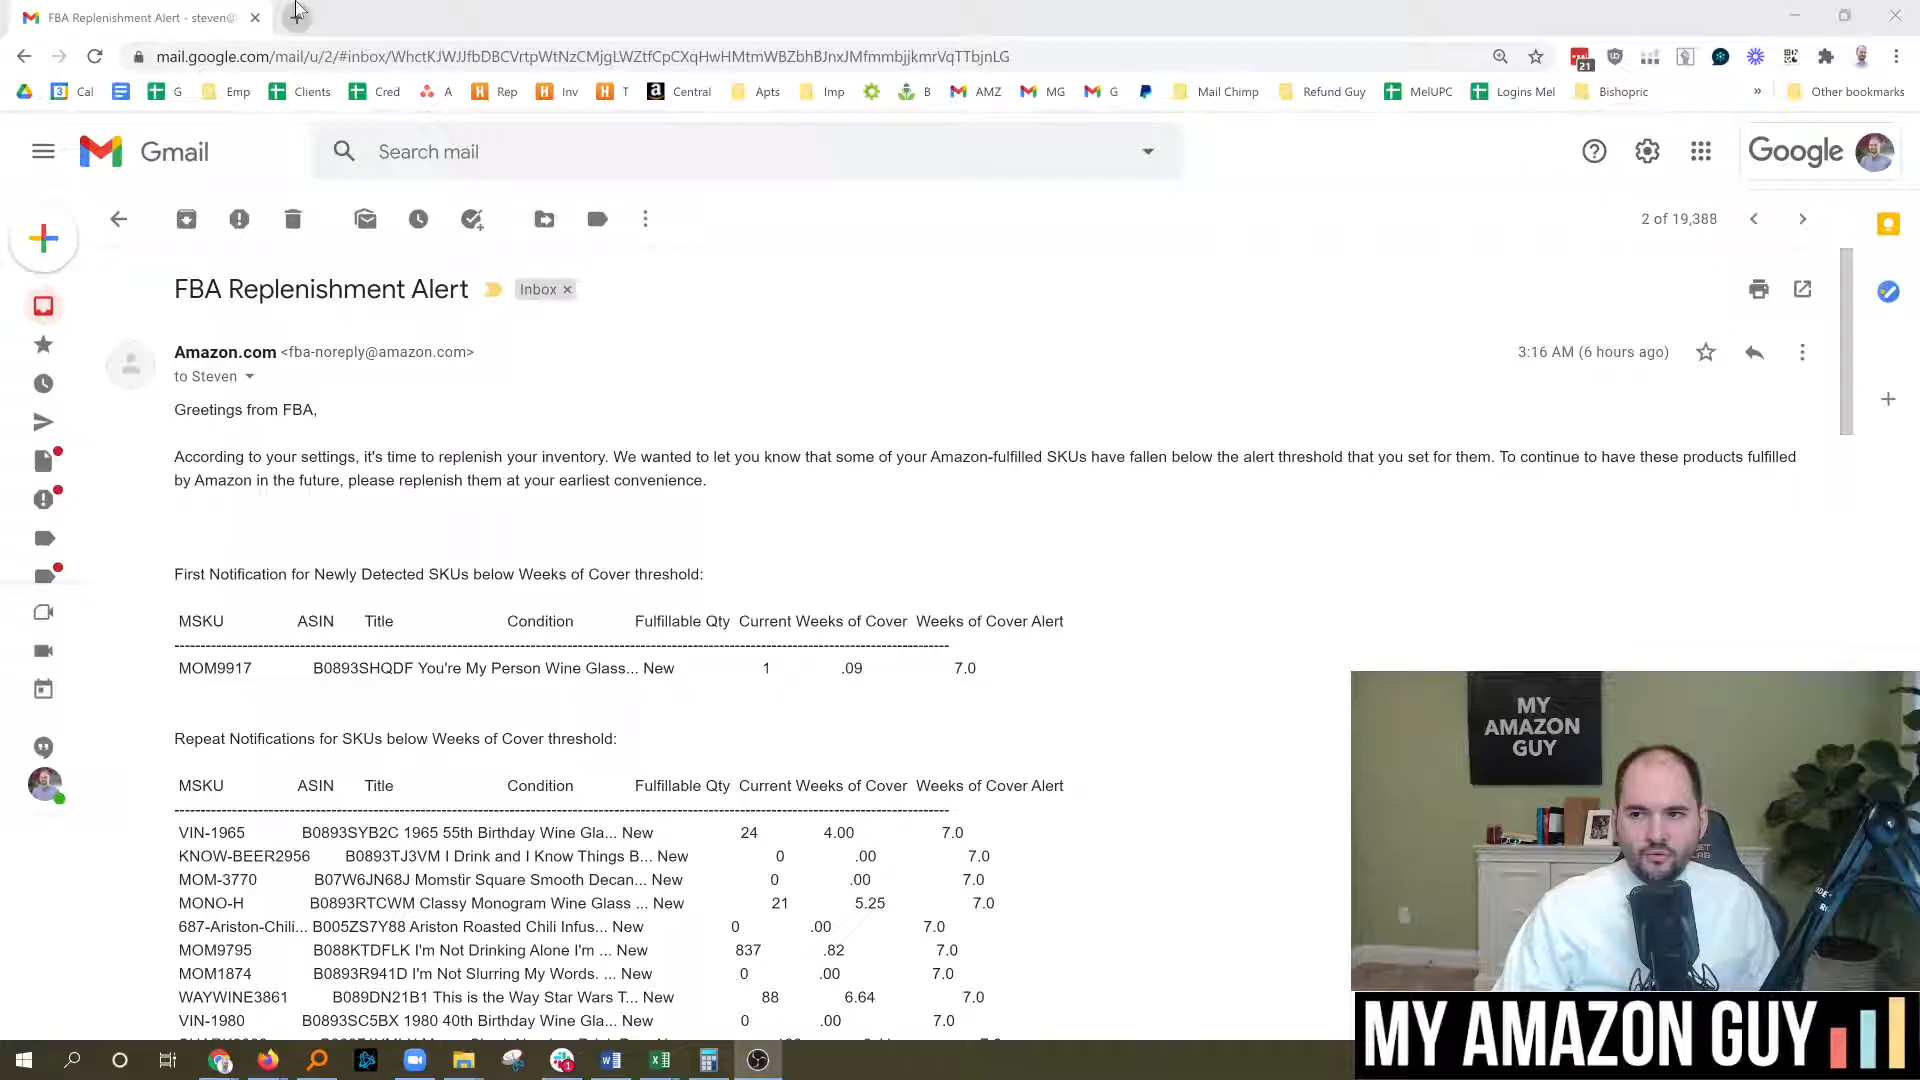 FBA Replenishment Alert - steven@
mail.google.com/mail/u/2/#inbox/WhctKJWJJfbDBCVrtpWtNzCMjgLWZtfCpCXqHwHMtmWBZbhBJnxJMfmmbjjkmrVqTTbjnLG
21
3 Cal G Emp Clients Cred A Rep Inv T Central Apts Imp B AMZ MG G Mail Chimp Refund Guy MelUPC Logins Mel Bishopric » Other bookmarks
Gmail
Search mail
Google
2 of 19,388
FBA Replenishment Alert
Inbox ×
Amazon.com <fba-noreply@amazon.com>
3:16 AM (6 hours ago)
to Steven
Greetings from FBA,
According to your settings, it's time to replenish your inventory. We wanted to let you know that some of your Amazon-fulfilled SKUs have fallen below the alert threshold that you set for them. To continue to have these products fulfilled
by Amazon in the future, please replenish them at your earliest convenience.
First Notification for Newly Detected SKUs below Weeks of Cover threshold:
MSKU ASIN Title Condition Fulfillable Qty Current Weeks of Cover Weeks of Cover Alert
MOM9917 B0893SHQDF You're My Person Wine Glass... New 1 .09 7.0
Repeat Notifications for SKUs below Weeks of Cover threshold:
MSKU ASIN Title Condition Fulfillable Qty Current Weeks of Cover Weeks of Cover Alert
VIN-1965 B0893SYB2C 1965 55th Birthday Wine Gla... New 24 4.00 7.0
KNOW-BEER2956 B0893TJ3VM I Drink and I Know Things B... New 0 .00 7.0
MOM-3770 B07W6JN68J Momstir Square Smooth Decan... New 0 .00 7.0
MONO-H B0893RTCWM Classy Monogram Wine Glass ... New 21 5.25 7.0
687-Ariston-Chili... B005ZS7Y88 Ariston Roasted Chili Infus... New 0 .00 7.0
MOM9795 B088KTDFLK I'm Not Drinking Alone I'm ... New 837 .82 7.0
MOM1874 B0893R941D I'm Not Slurring My Words. ... New 0 .00 7.0
WAYWINE3861 B089DN21B1 This is the Way Star Wars T... New 88 6.64 7.0
VIN-1980 B0893SC5BX 1980 40th Birthday Wine Gla... New 0 .00 7.0
MY
AMAZON
GUY
MY AMAZON GUY